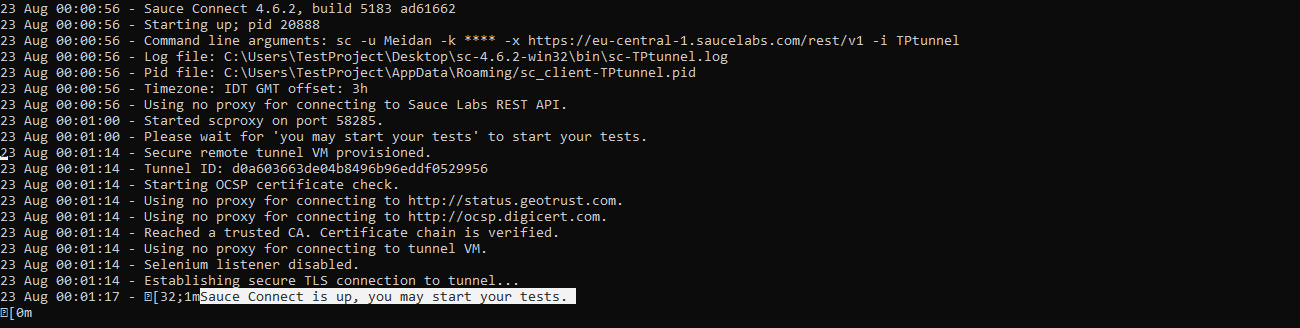 23 Aug 00:00:56 - Sauce Connect 4.6.2, build 5183 ad61662
23 Aug 00:00:56 - Starting up; pid 20888
23 Aug 00:00:56 - Command line arguments: sc -u Meidan -k **** -x https://eu-central-1.saucelabs.com/rest/v1 -i TPtunnel
23 Aug 00:00:56 - Log file: C:\Users\TestProject\Desktop\sc-4.6.2-win32\bin\sc-TPtunnel.log
23 Aug 00:00:56 - Pid file: C:\Users\TestProject\AppData\Roaming/sc_client-TPtunnel.pid
23 Aug 00:00:56 - Timezone: IDT GMT offset: 3h
23 Aug 00:00:56 - Using no proxy for connecting to Sauce Labs REST API.
23 Aug 00:01:00 - Started scproxy on port 58285.
23 Aug 00:01:00 - Please wait for 'you may start your tests' to start your tests.
23 Aug 00:01:14 - Secure remote tunnel VM provisioned.
23 Aug 00:01:14 - Tunnel ID: d0a603663de04b8496b96eddf0529956
23 Aug 00:01:14 - Starting OCSP certificate check.
23 Aug 00:01:14 - Using no proxy for connecting to http://status.geotrust.com.
23 Aug 00:01:14 - Using no proxy for connecting to http://ocsp.digicert.com.
23 Aug 00:01:14 - Reached a trusted CA. Certificate chain is verified.
23 Aug 00:01:14 - Using no proxy for connecting to tunnel VM.
23 Aug 00:01:14 - Selenium listener disabled.
23 Aug 00:01:14 - Establishing secure TLS connection to tunnel...
23 Aug 00:01:17 - [32;1mSauce Connect is up, you may start your tests.
[0m